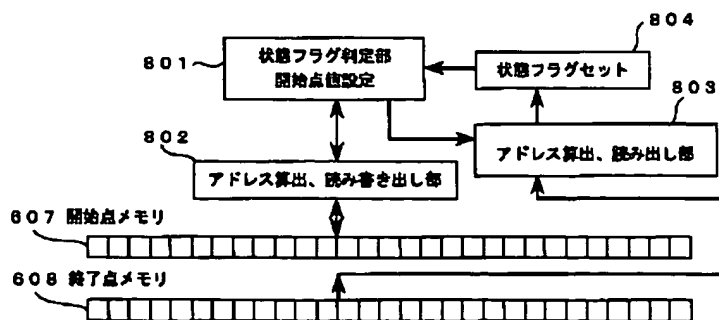 804
801
状態フラグ判定部
開始点値設定
状態フラグセット
803
802
アドレス算出、読み出し部
アドレス算出、読み書き出し部
607 開始点メモリ
608 終了点メモリ